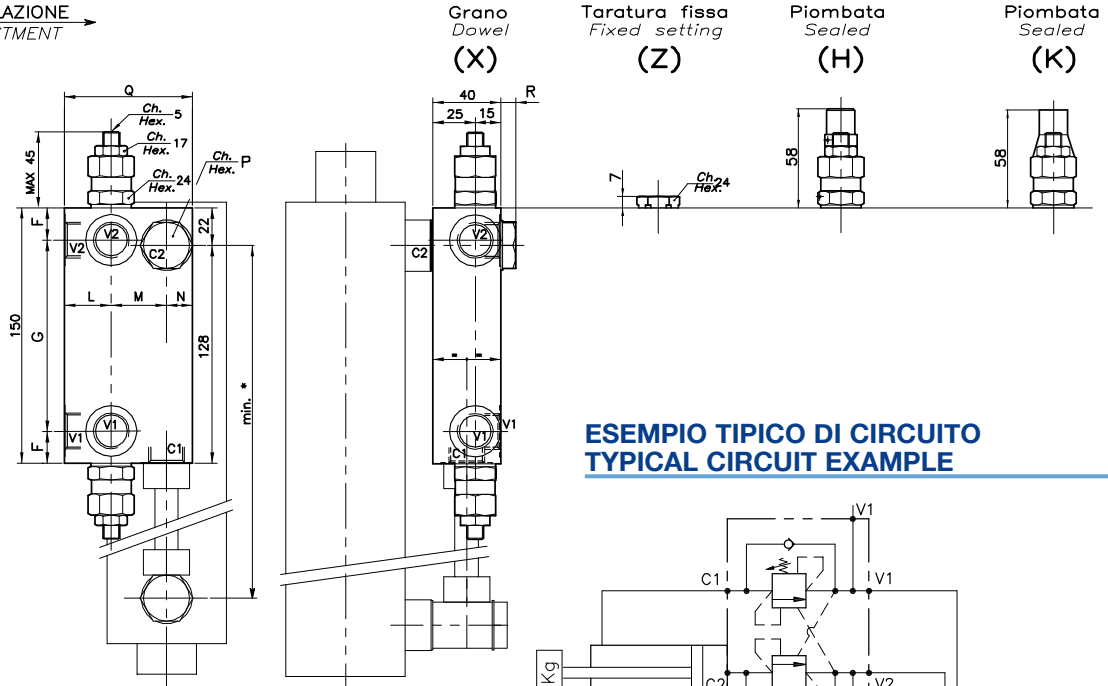 LAZIONE
STMENT
Grano
Dowel
(X)
Taratura fissa
Fixed setting
(Z)
Piombata
Sealed
(H)
Piombata
Sealed
(K)
Q
Ch.
Hex. 5
Ch.
Hex. 17
Ch.
Hex. P
Ch.
Hex. 24
MAX 45
F
22
V2
V2
C2
L
M
N
150
G
128
min. *
V1
V1
F
C1
40
R
25
15
V2
C2
- -
V1
V1
C1
7
Ch.
Hex. 24
58
58
ESEMPIO TIPICO DI CIRCUITO
TYPICAL CIRCUIT EXAMPLE
V1
C1
V1
Kg
C2
V2